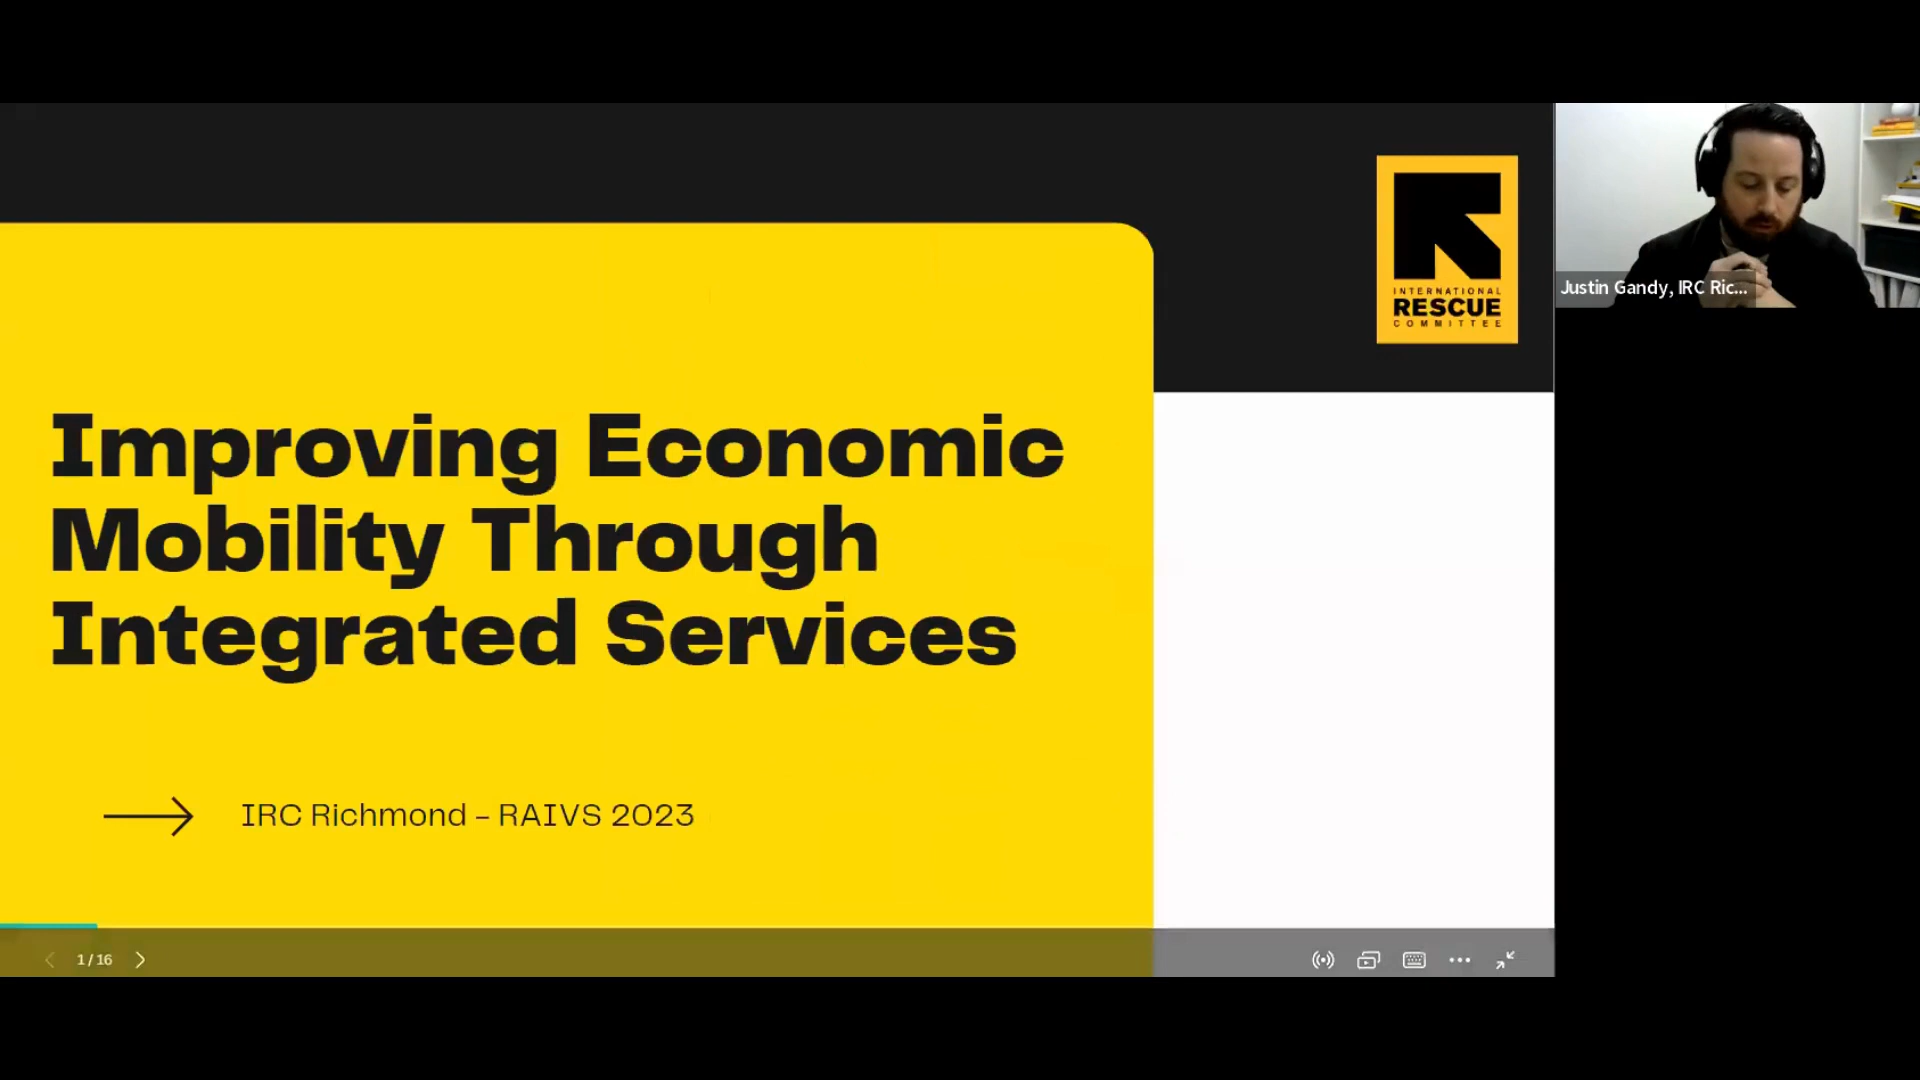 INTERNATIONAL
RESCUE
COMMITTEE
Justin Gandy, IRC Ric...
Improving Economic
Mobility Through
Integrated Services
IRC Richmond – RAIVS 2023
1 / 16